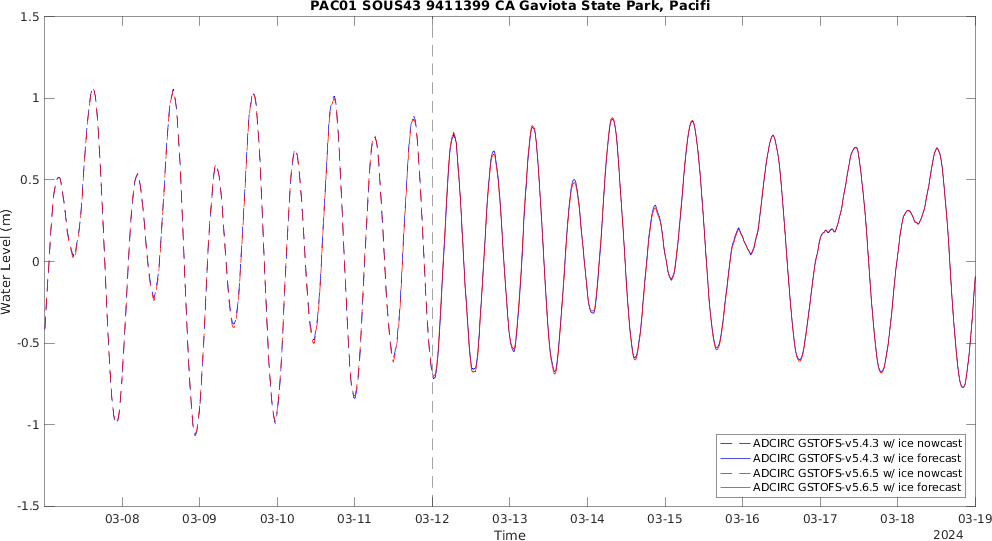 PAC01 SOUS43 9411399 CA Gaviota State Park, Pacifi
1.5
1
0.5
0
-0.5
-1
-1.5
Water Level (m)
ADCIRC GSTOFS-v5.4.3 w/ ice nowcast
ADCIRC GSTOFS-v5.4.3 w/ ice forecast
ADCIRC GSTOFS-v5.6.5 w/ ice nowcast
ADCIRC GSTOFS-v5.6.5 w/ ice forecast
03-08 03-09 03-10 03-11 03-12 03-13 03-14 03-15 03-16 03-17 03-18 03-19
Time
2024